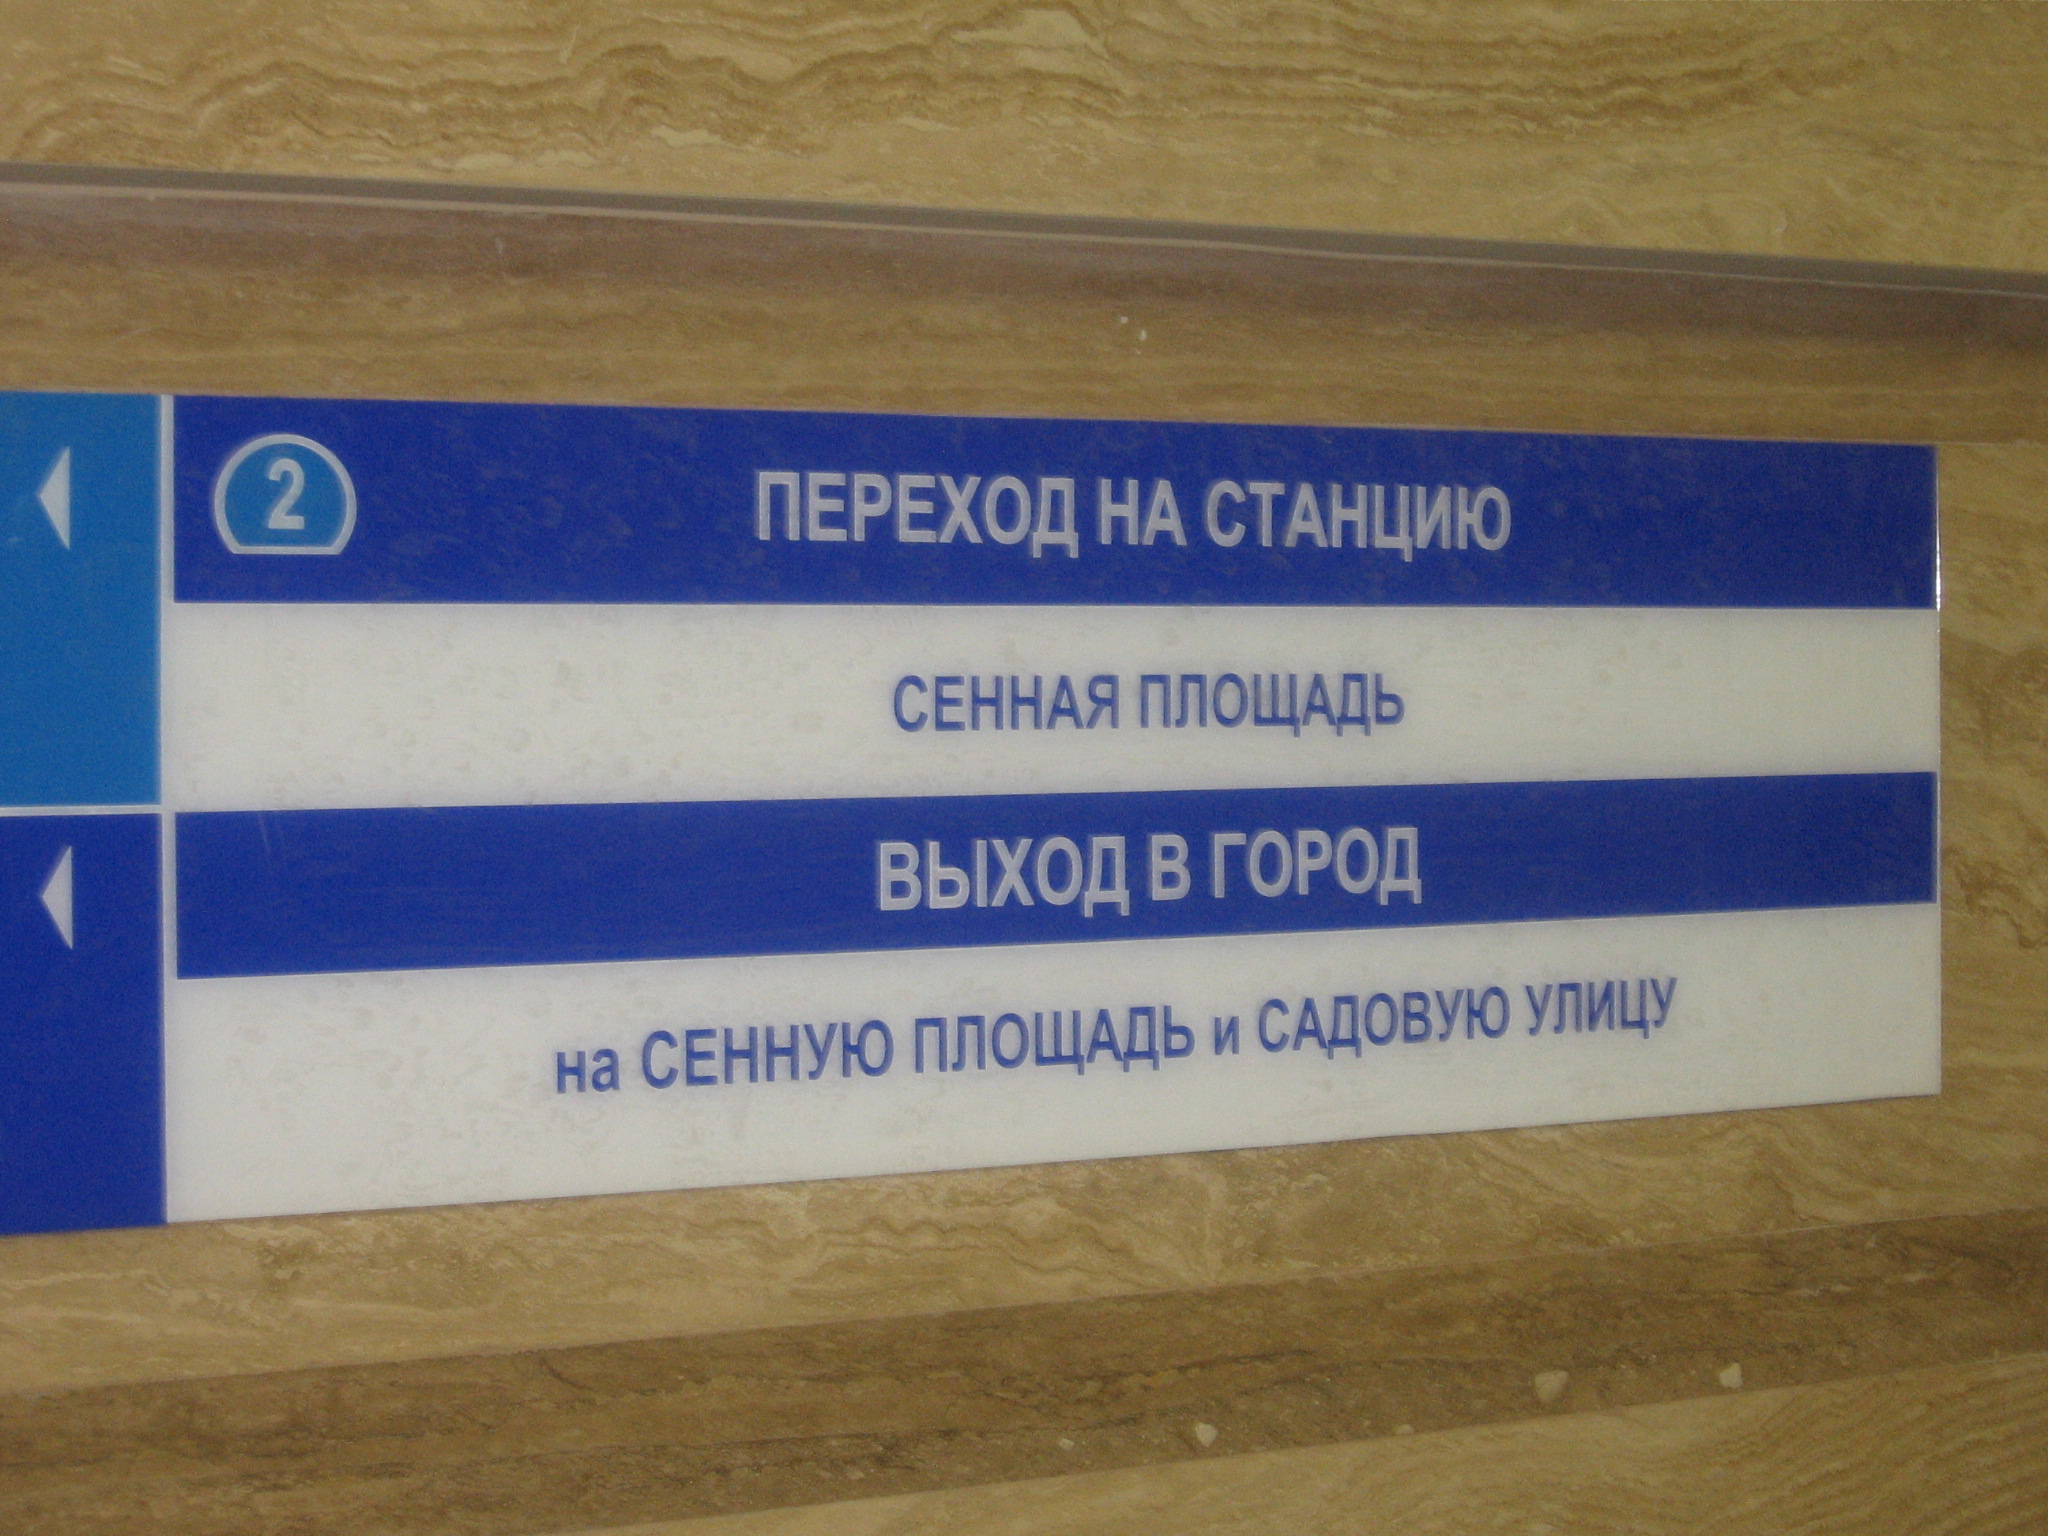 2 ПЕРЕХОД НА СТАНЦИЮ
СЕННАЯ ПЛОЩАДЬ
ВЫХОД В ГОРОД
на СЕННУЮ ПЛОЩАДЬ и САДОВУЮ УЛИЦУ